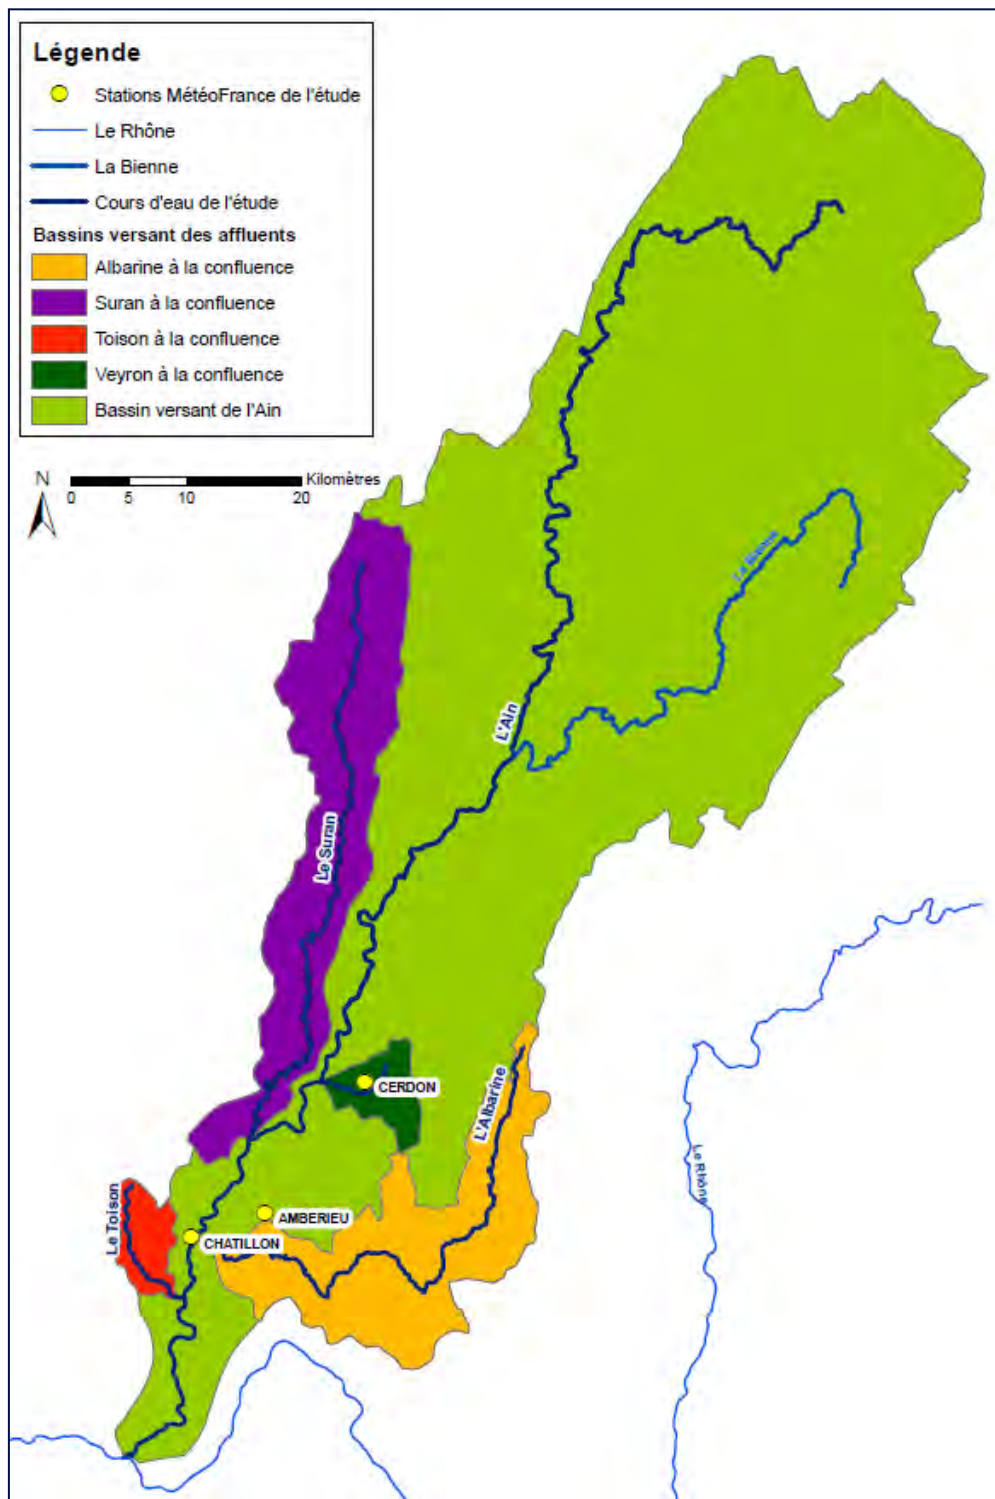 Légende
Stations MétéoFrance de l'étude
Le Rhône
La Bienne
Cours d'eau de l'étude
Bassins versant des affluents
Albarine à la confluence
Suran à la confluence
Toison à la confluence
Veyron à la confluence
Bassin versant de l'Ain
N
Kilomètres
0 5 10 20
La Bienne
L'Ain
Le Suran
CERDON
L'Albarine
Le Rhône
Le Toison
AMBERIEU
CHATILLON